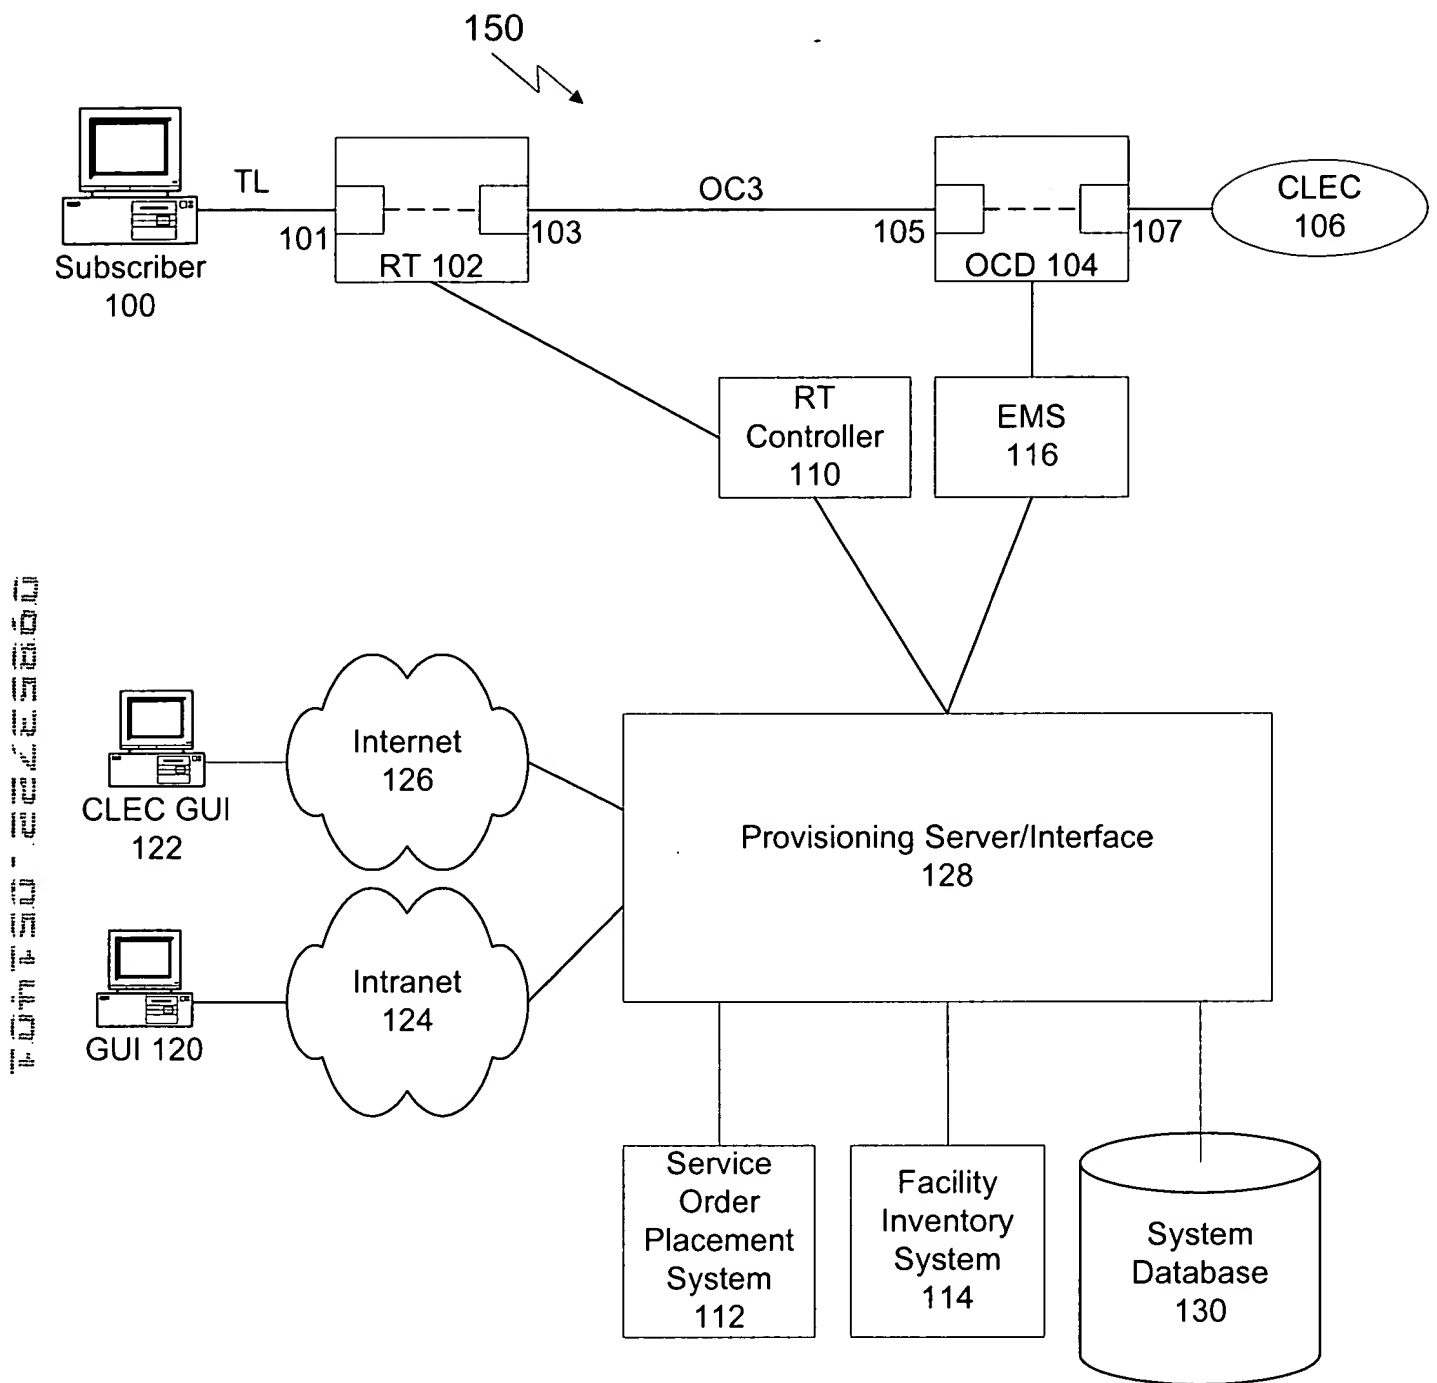 150
TL
OC3
CLEC
106
101
103
105
107
RT 102
OCD 104
Subscriber
100
RT
Controller
110
EMS
116
Internet
126
CLEC GUI
122
Provisioning Server/Interface
128
Intranet
124
GUI 120
Service
Order
Placement
System
112
Facility
Inventory
System
114
System
Database
130